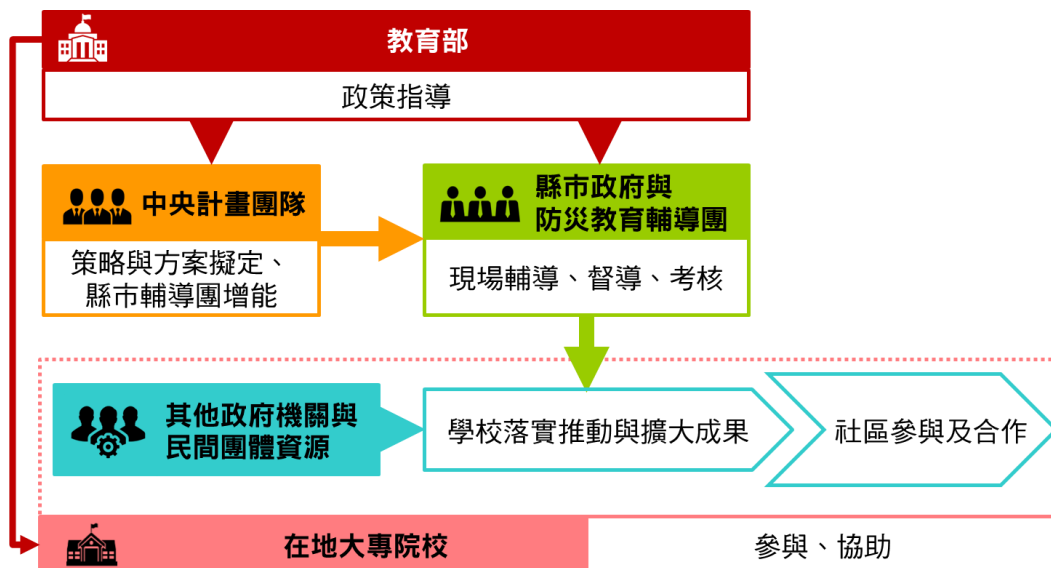 教育部
政策指導
中央計畫團隊
策略與方案擬定、
縣市輔導團增能
縣市政府與
防災教育輔導團
現場輔導、督導、考核
其他政府機關與
民間團體資源
學校落實推動與擴大成果
社區參與及合作
在地大專院校
參與、協助